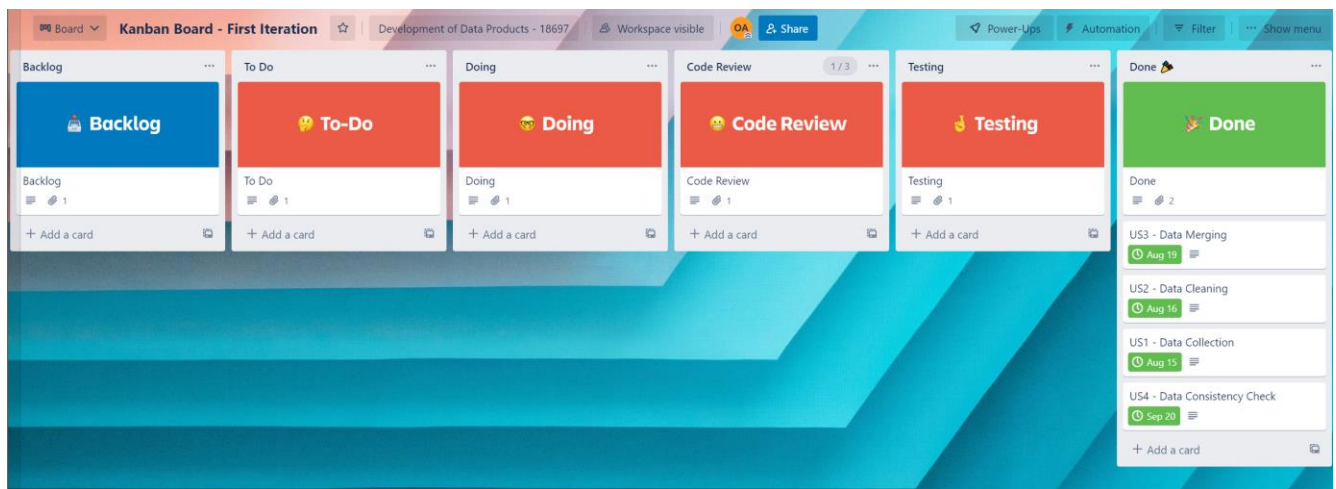 Board
Kanban Board - First Iteration
Development of Data Products - 18697
Workspace visible
OA
Share
Power-Ups
Automation
Filter
Show menu
Backlog
Backlog
Backlog
1
+ Add a card
To Do
To-Do
To Do
1
+ Add a card
Doing
Doing
Doing
1
+ Add a card
Code Review
1 / 3
Code Review
Code Review
1
+ Add a card
Testing
Testing
Testing
1
+ Add a card
Done
Done
Done
2
US3 - Data Merging
Aug 19
US2 - Data Cleaning
Aug 16
US1 - Data Collection
Aug 15
US4 - Data Consistency Check
Sep 20
+ Add a card